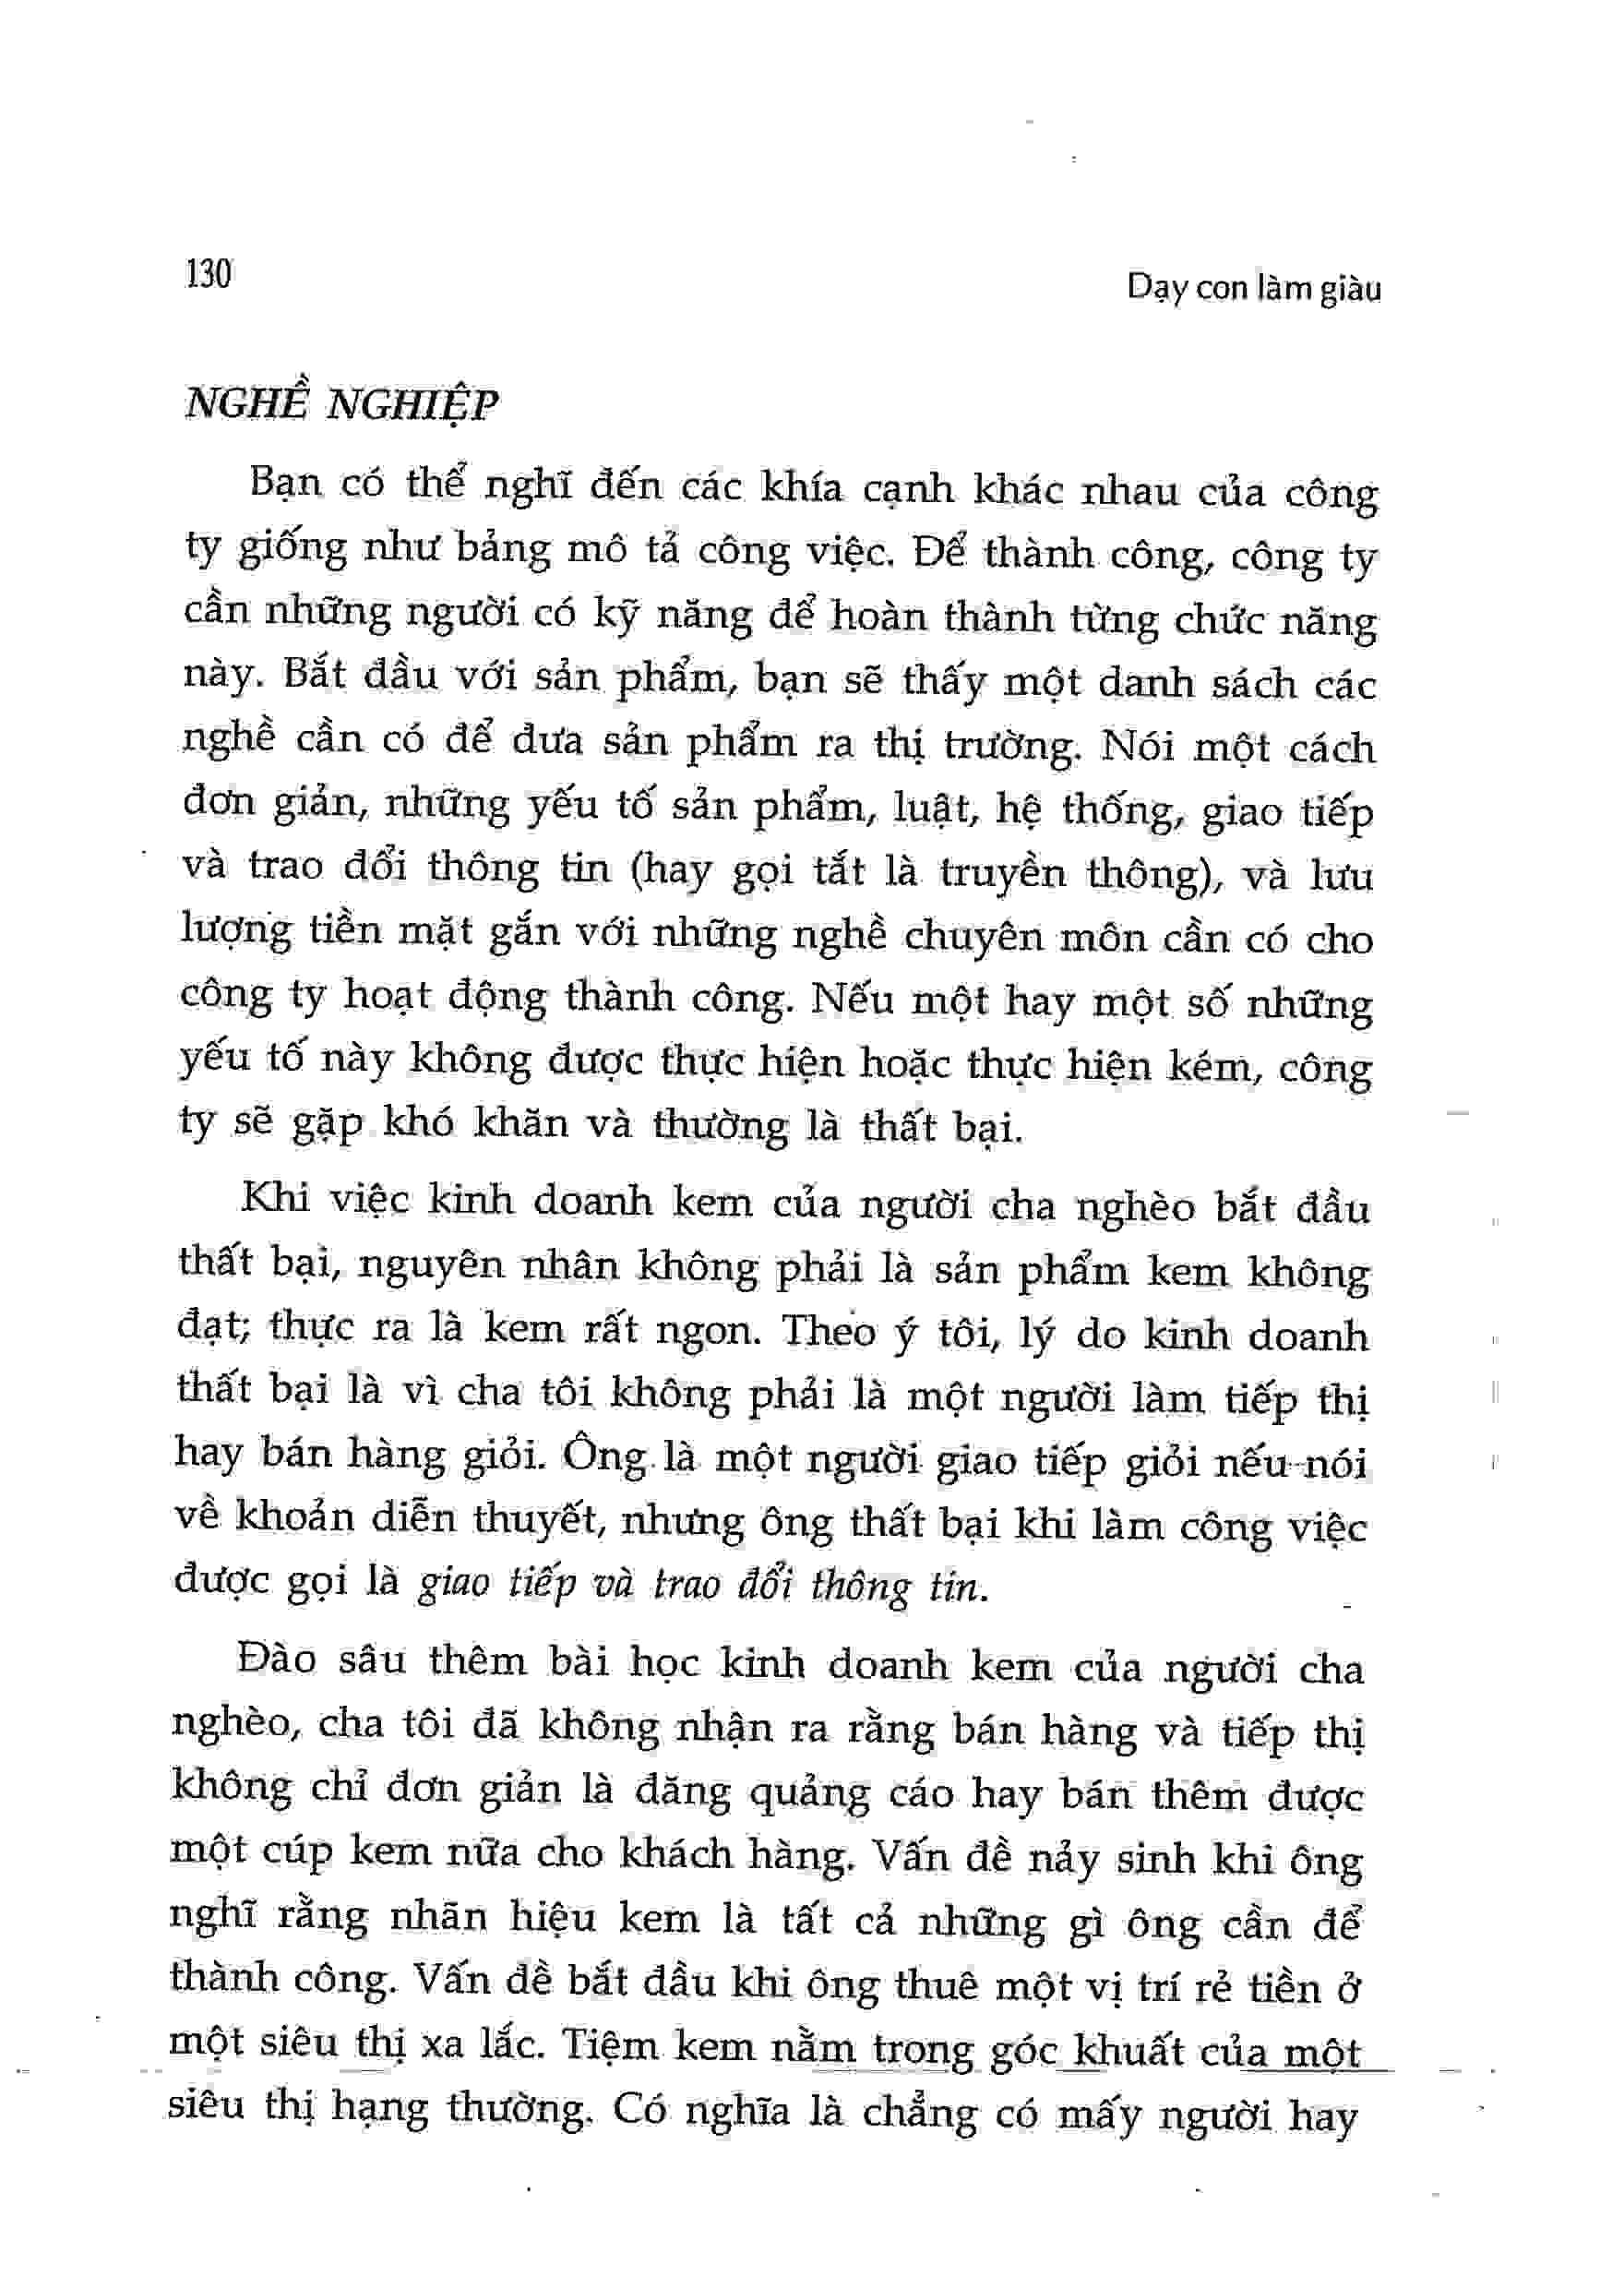 130
Dạy con làm giàu
NGHỀ NGHIỆP
Bạn có thể nghĩ đến các khía cạnh khác nhau của công
ty giống như bảng mô tả công việc. Để thành công, công ty
cần những người có kỹ năng để hoàn thành từng chức năng
này. Bắt đầu với sản phẩm, bạn sẽ thấy một danh sách các
nghề cần có để đưa sản phẩm ra thị trường. Nói một cách
đơn giản, những yếu tố sản phẩm, luật, hệ thống, giao tiếp
và trao đổi thông tin (hay gọi tắt là truyền thông), và lưu
lượng tiền mặt gắn với những nghề chuyên môn cần có cho
công ty hoạt động thành công. Nếu một hay một số những
yếu tố này không được thực hiện hoặc thực hiện kém, công
ty sẽ gặp khó khăn và thường là thất bại.
Khi việc kinh doanh kem của người cha nghèo bắt đầu
thất bại, nguyên nhân không phải là sản phẩm kem không
đạt; thực ra là kem rất ngon. Theo ý tôi, lý do kinh doanh
thất bại là vì cha tôi không phải là một người làm tiếp thị
hay bán hàng giỏi. Ông là một người giao tiếp giỏi nếu nói
về khoản diễn thuyết, nhưng ông thất bại khi làm công việc
được gọi là giao tiếp và trao đổi thông tin.
Đào sâu thêm bài học kinh doanh kem của người cha
nghèo, cha tôi đã không nhận ra rằng bán hàng và tiếp thị
không chỉ đơn giản là đăng quảng cáo hay bán thêm được
một cúp kem nữa cho khách hàng. Vấn đề nảy sinh khi ông
nghĩ rằng nhãn hiệu kem là tất cả những gì ông cần để
thành công. Vấn đề bắt đầu khi ông thuê một vị trí rẻ tiền ở
một siêu thị xa lắc. Tiệm kem nằm trong góc khuất của một
siêu thị hạng thường. Có nghĩa là chẳng có mấy người hay